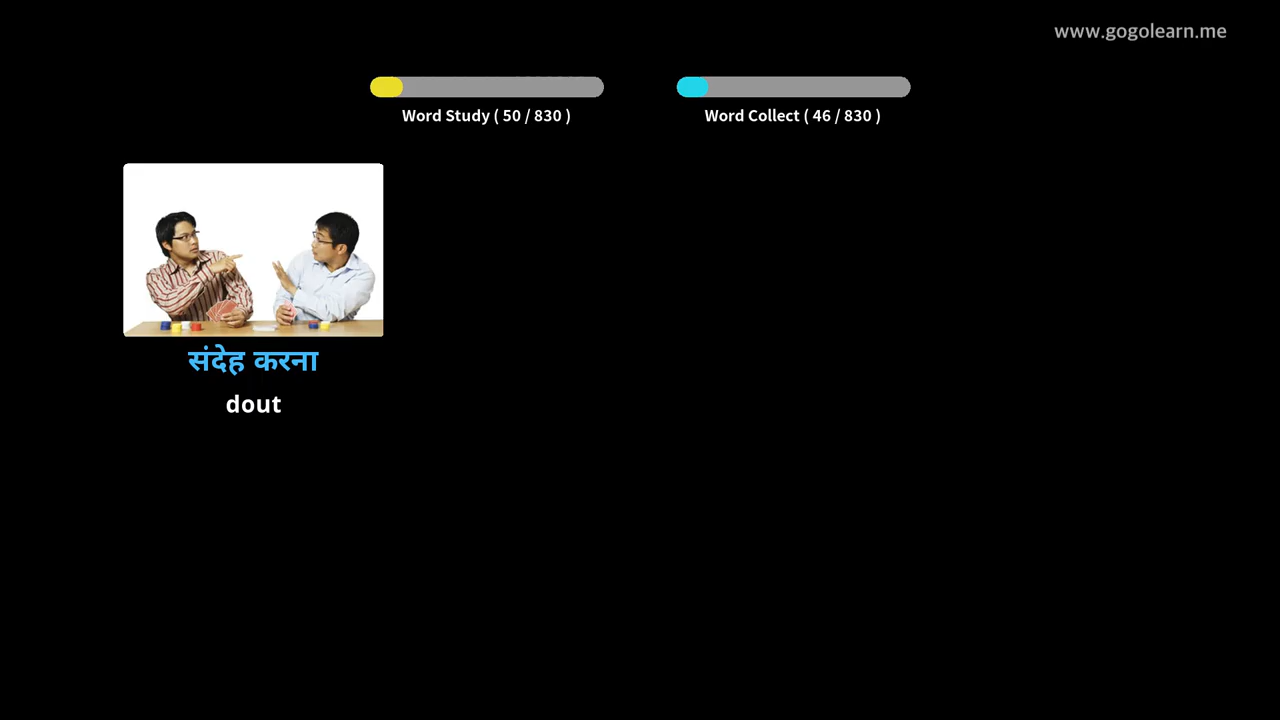 www.gogolearn.me
Word Study ( 50 / 830 )
Word Collect ( 46 / 830 )
संदेह करना
dout